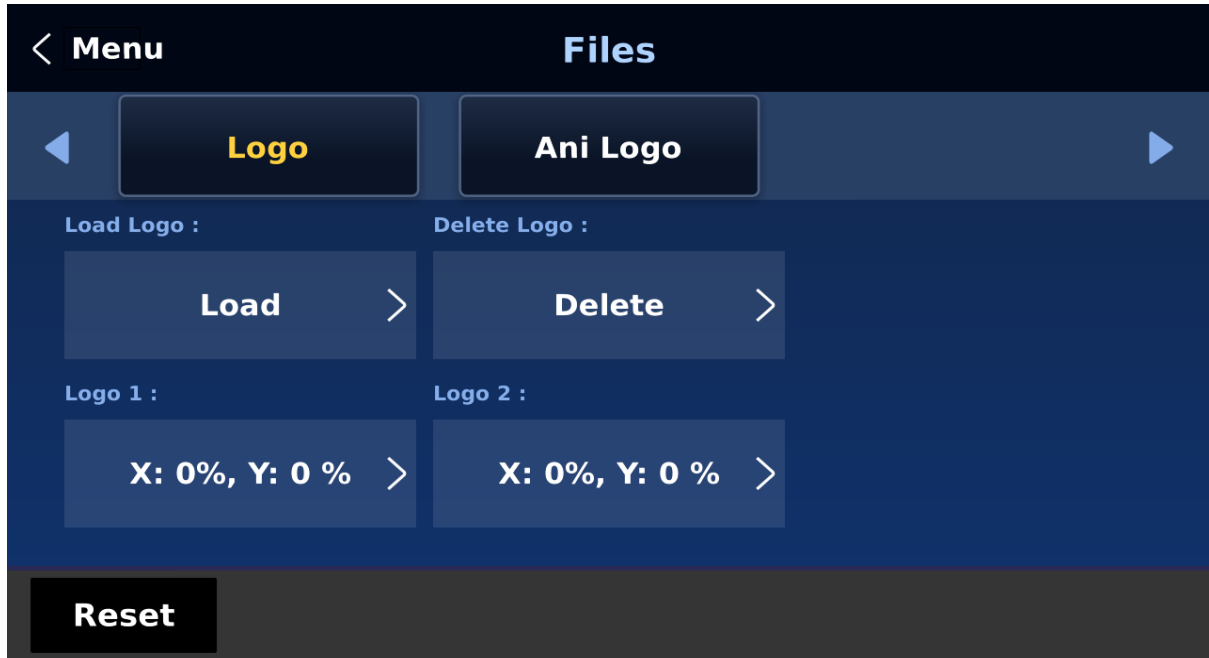 Menu
Files
Logo
Ani Logo
Load Logo :
Delete Logo :
Load
Delete
Logo 1 :
Logo 2 :
X: 0%, Y: 0 %
X: 0%, Y: 0 %
Reset